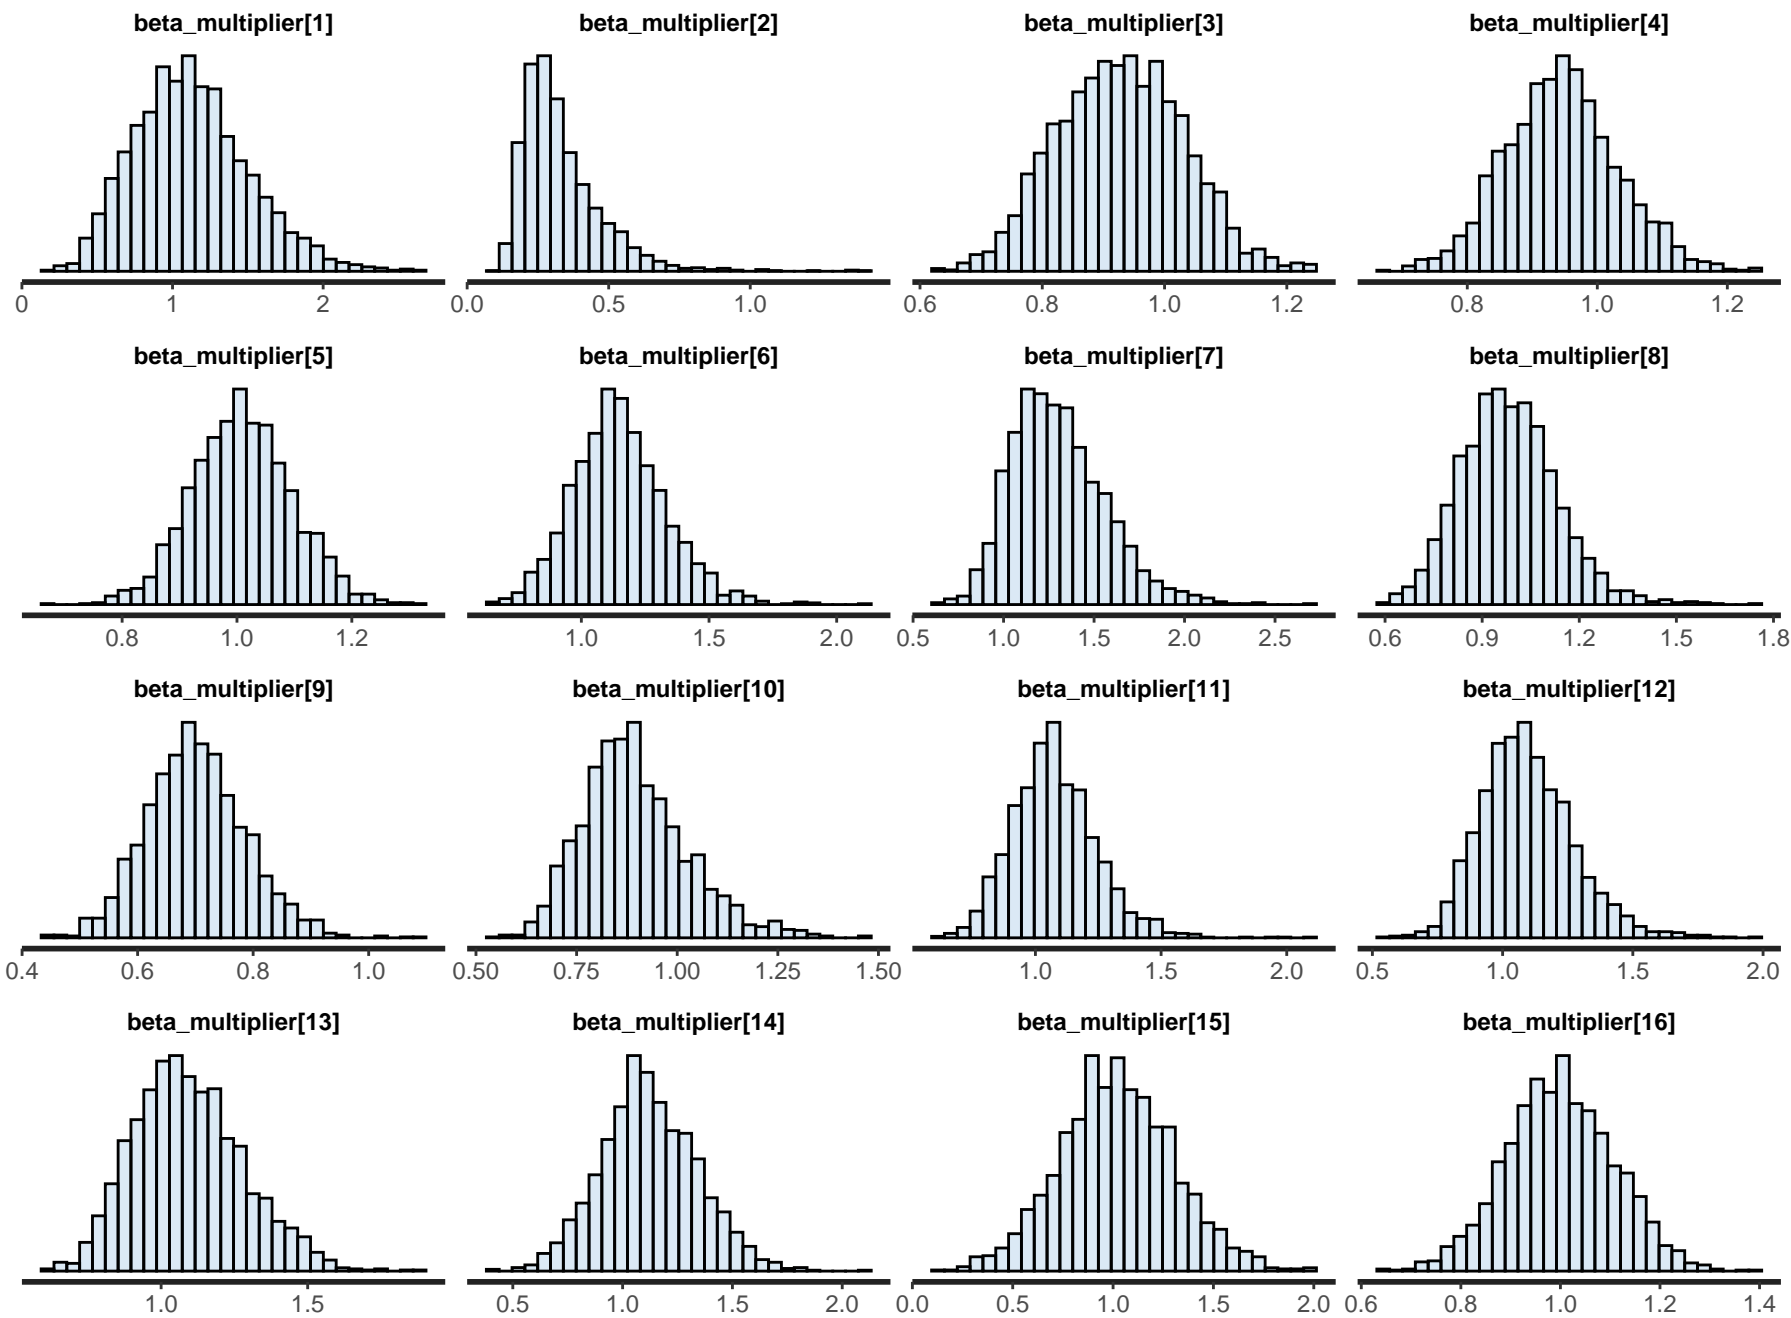 beta_multiplier[1] beta_multiplier[2] beta_multiplier[3] beta_multiplier[4]
0 1 2 0.0 0.5 1.0 0.6 0.8 1.0 1.2 0.8 1.0 1.2
beta_multiplier[5] beta_multiplier[6] beta_multiplier[7] beta_multiplier[8]
0.8 1.0 1.2 1.0 1.5 2.0 0.5 1.0 1.5 2.0 2.5 0.6 0.9 1.2 1.5 1.8
beta_multiplier[9] beta_multiplier[10] beta_multiplier[11] beta_multiplier[12]
0.4 0.6 0.8 1.0 0.50 0.75 1.00 1.25 1.50 1.0 1.5 2.0 0.5 1.0 1.5 2.0
beta_multiplier[13] beta_multiplier[14] beta_multiplier[15] beta_multiplier[16]
1.0 1.5 0.5 1.0 1.5 2.0 0.0 0.5 1.0 1.5 2.0 0.6 0.8 1.0 1.2 1.4